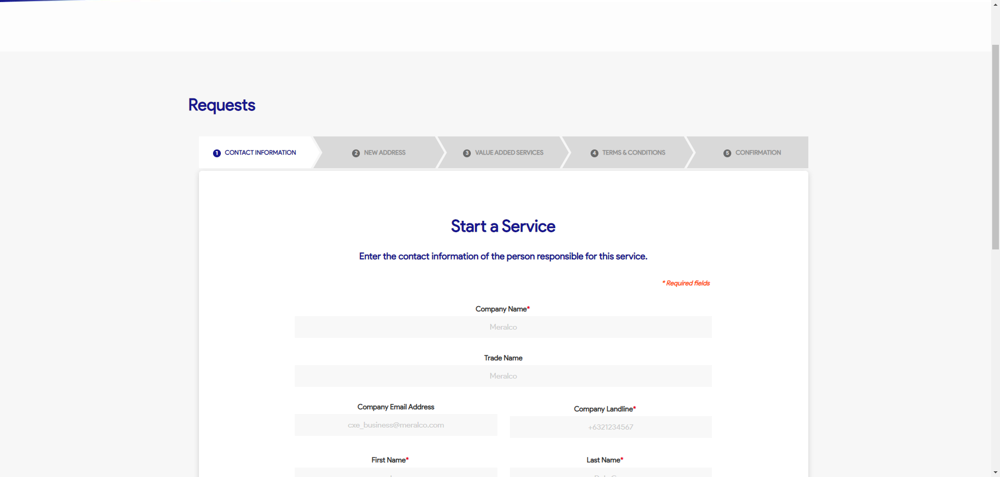 Requests
1 CONTACT INFORMATION
2 NEW ADDRESS
3 VALUE ADDED SERVICES
4 TERMS & CONDITIONS
5 CONFIRMATION
Start a Service
Enter the contact information of the person responsible for this service.
* Required fields
Company Name*
Meralco
Trade Name
Meralco
Company Email Address
cxe_business@meralco.com
Company Landline*
+6321234567
First Name*
Last Name*